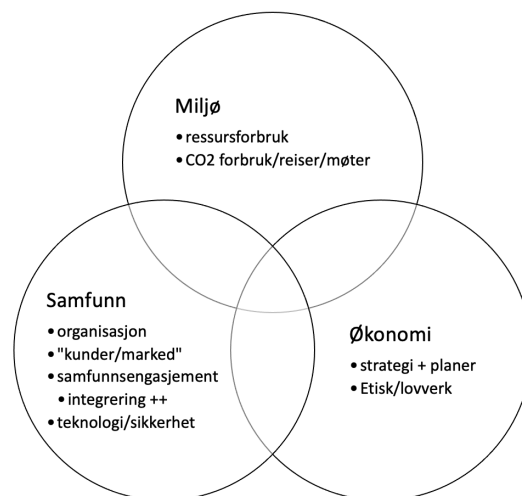 Miljø
• ressursforbruk
• CO2 forbruk/reiser/møter
Samfunn
• organisasjon
• "kunder/marked"
• samfunnsengasjement
• integrering ++
• teknologi/sikkerhet
Økonomi
• strategi + planer
• Etisk/lovverk